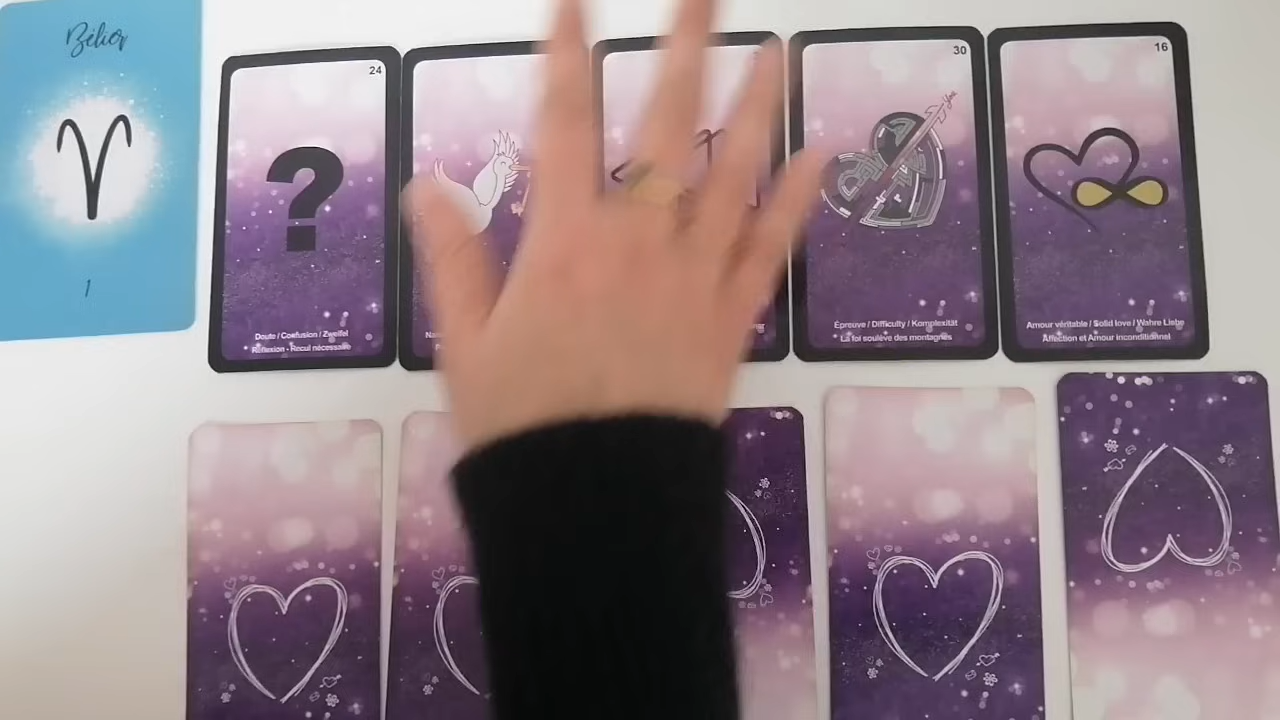 Bélier
1
24
Doute / Confusion / Zweifel
Réflexion - Recul nécessaire
30
You
Épreuve / Difficulty / Komplexität
La foi soulève des montagnes
16
Amour véritable / Solid love / Wahre Liebe
Affection et Amour inconditionnel